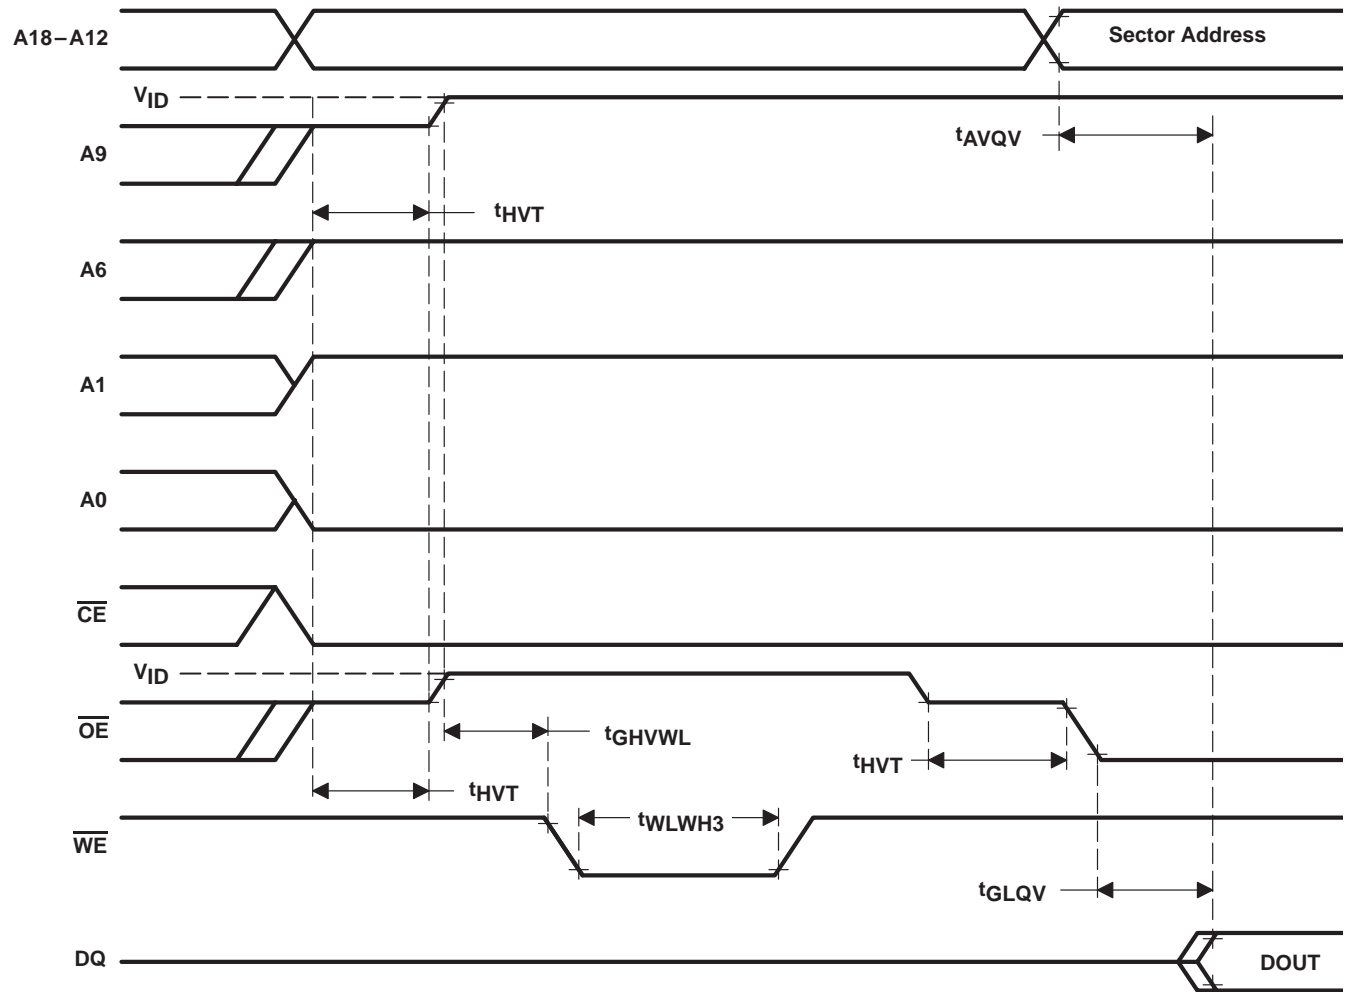 A18–A12
Sector Address
VID
A9
tAVQV
tHVT
A6
A1
A0
CE
VID
OE
tGHVWL
tHVT
tHVT
WE
tWLWH3
tGLQV
DQ
DOUT